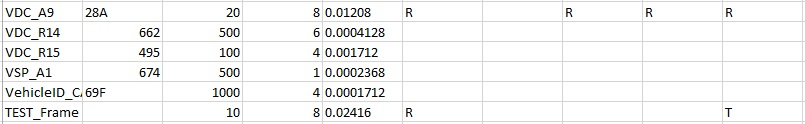 VDC_A9 28A 20 8 0.01208 R R R R
VDC_R14 662 500 6 0.0004128
VDC_R15 495 100 4 0.001712
VSP_A1 674 500 1 0.0002368
VehicleID_CA 69F 1000 4 0.0001712
TEST_Frame 10 8 0.02416 R T